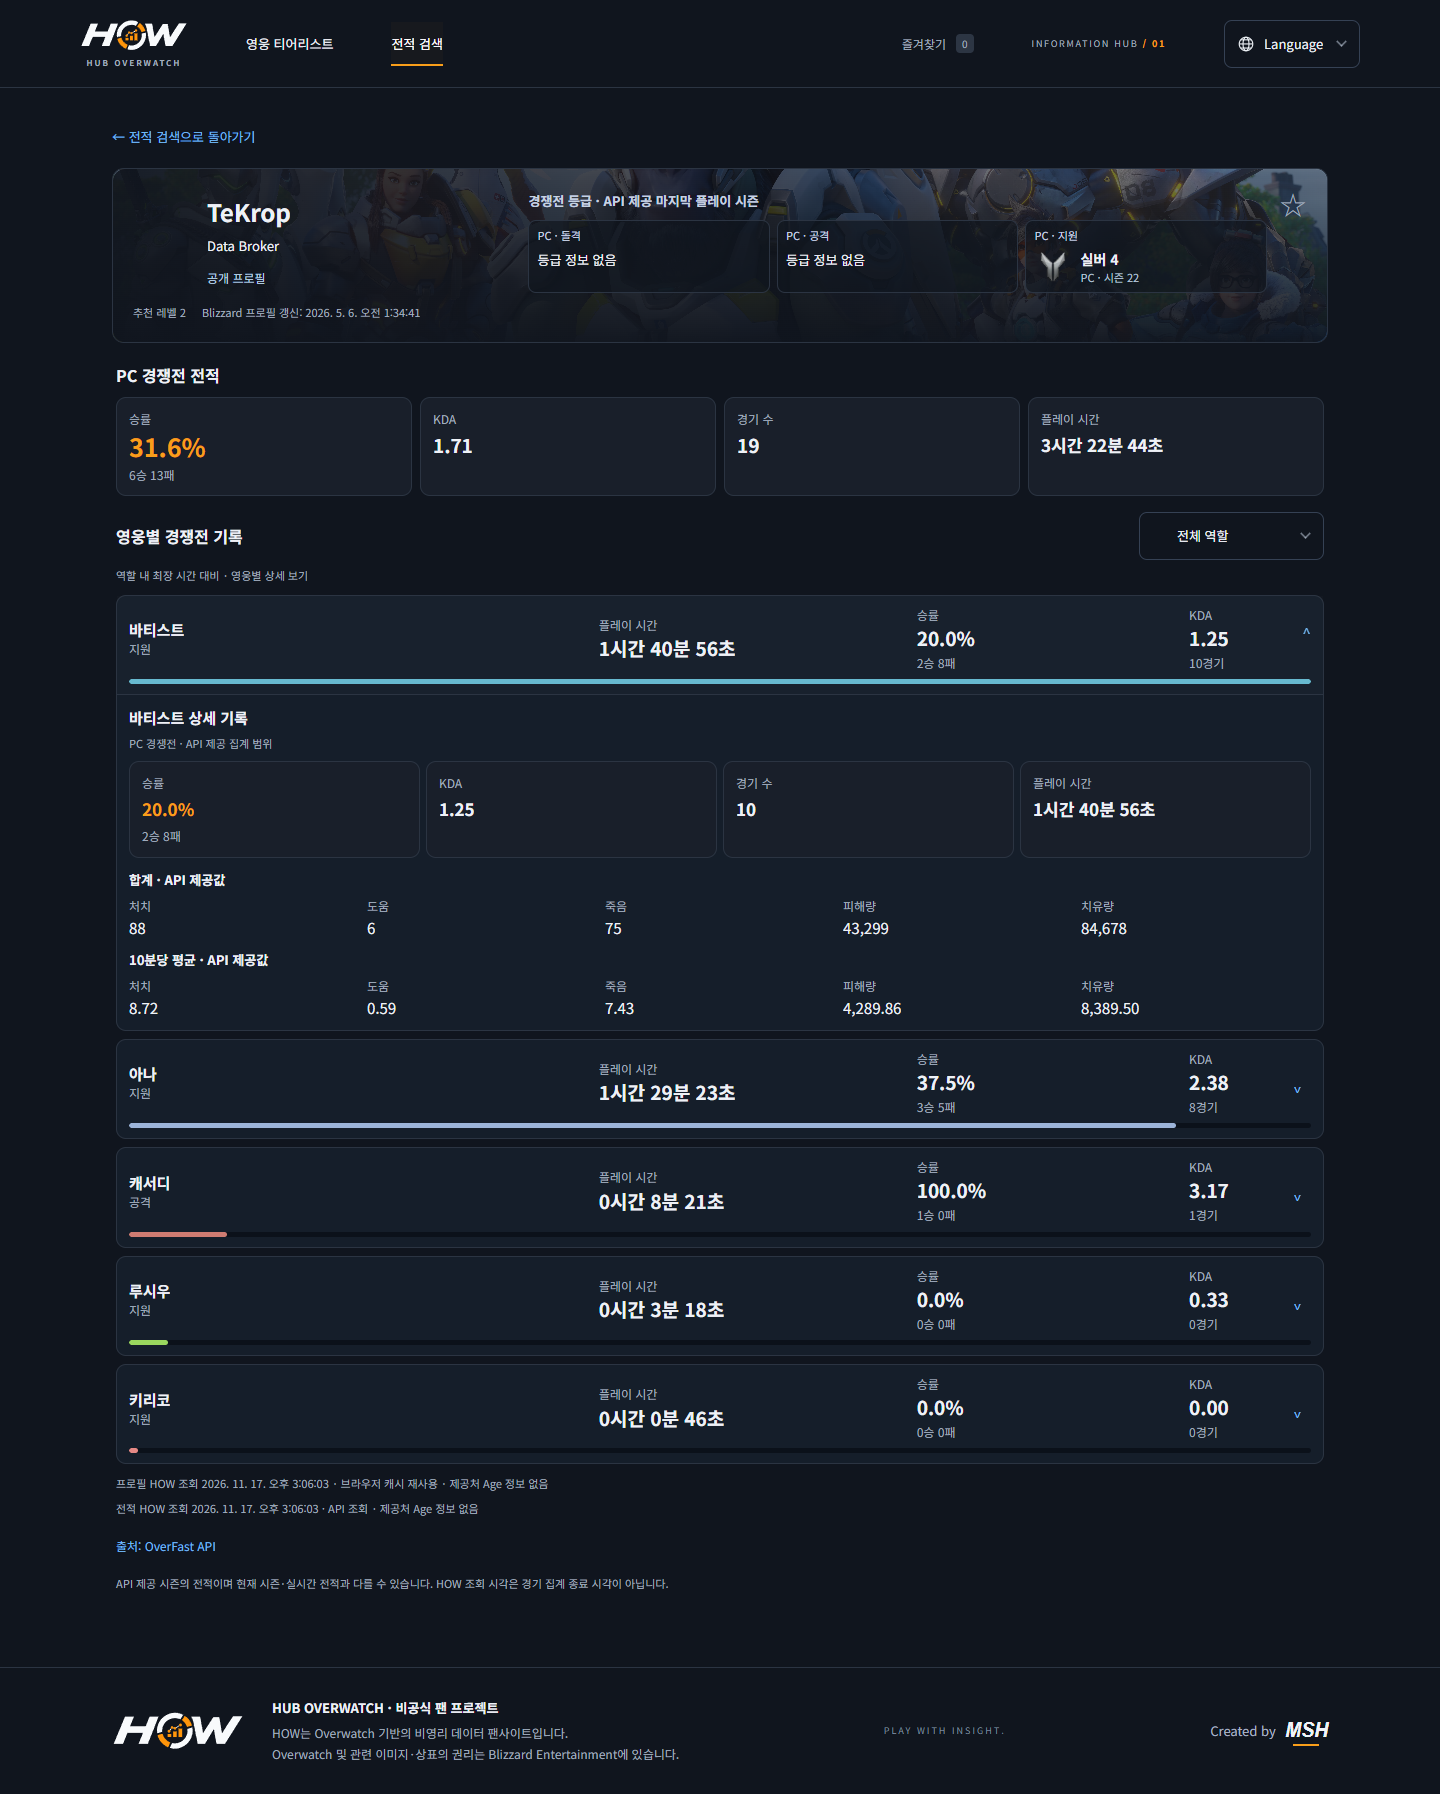 HOW
HUB OVERWATCH
영웅 티어리스트
전적 검색
즐겨찾기 0
INFORMATION HUB / 01
Language
← 전적 검색으로 돌아가기
TeKrop
Data Broker
공개 프로필
추천 레벨 2 Blizzard 프로필 갱신: 2026. 5. 6. 오전 1:34:41
경쟁전 등급 · API 제공 마지막 플레이 시즌
PC · 돌격
등급 정보 없음
PC · 공격
등급 정보 없음
PC · 지원
실버 4
PC · 시즌 22
PC 경쟁전 전적
승률
31.6%
6승 13패
KDA
1.71
경기 수
19
플레이 시간
3시간 22분 44초
영웅별 경쟁전 기록
전체 역할
역할 내 최장 시간 대비 · 영웅별 상세 보기
바티스트
지원
플레이 시간
1시간 40분 56초
승률
20.0%
2승 8패
KDA
1.25
10경기
바티스트 상세 기록
PC 경쟁전 · API 제공 집계 범위
승률
20.0%
2승 8패
KDA
1.25
경기 수
10
플레이 시간
1시간 40분 56초
합계 · API 제공값
처치 도움 죽음 피해량 치유량
88 6 75 43,299 84,678
10분당 평균 · API 제공값
처치 도움 죽음 피해량 치유량
8.72 0.59 7.43 4,289.86 8,389.50
아나
지원
플레이 시간
1시간 29분 23초
승률
37.5%
3승 5패
KDA
2.38
8경기
캐서디
공격
플레이 시간
0시간 8분 21초
승률
100.0%
1승 0패
KDA
3.17
1경기
루시우
지원
플레이 시간
0시간 3분 18초
승률
0.0%
0승 0패
KDA
0.33
0경기
키리코
지원
플레이 시간
0시간 0분 46초
승률
0.0%
0승 0패
KDA
0.00
0경기
프로필 HOW 조회 2026. 11. 17. 오후 3:06:03 · 브라우저 캐시 재사용 · 제공처 Age 정보 없음
전적 HOW 조회 2026. 11. 17. 오후 3:06:03 · API 조회 · 제공처 Age 정보 없음
출처: OverFast API
API 제공 시즌의 전적이며 현재 시즌·실시간 전적과 다를 수 있습니다. HOW 조회 시각은 경기 집계 종료 시각이 아닙니다.
HOW
HUB OVERWATCH · 비공식 팬 프로젝트
HOW는 Overwatch 기반의 비영리 데이터 팬사이트입니다.
Overwatch 및 관련 이미지·상표의 권리는 Blizzard Entertainment에 있습니다.
PLAY WITH INSIGHT.
Created by MSH